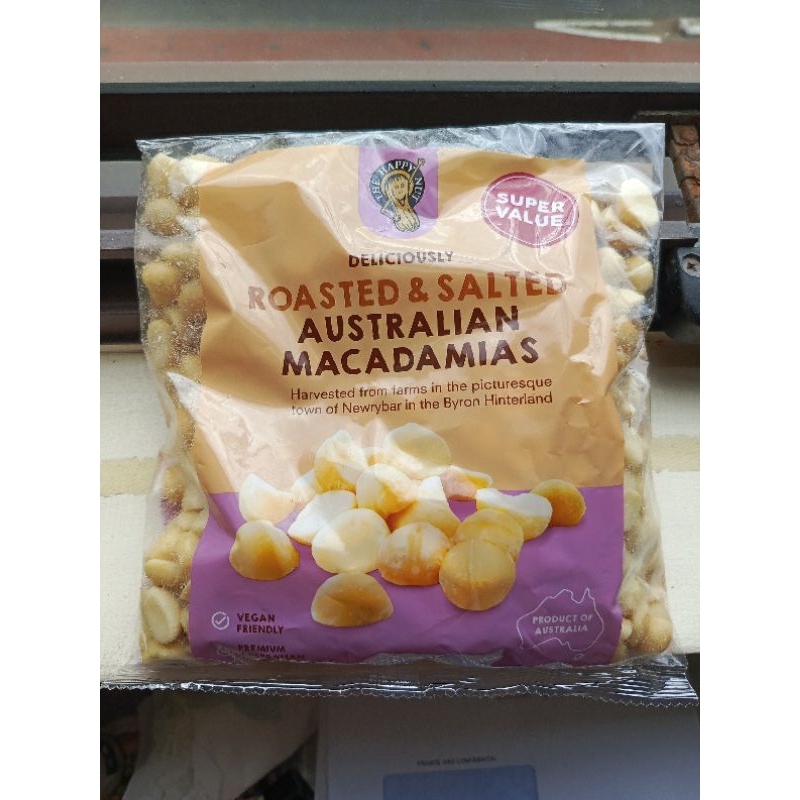 THE HAPPY NUT
SUPER
VALUE
DELICIOUSLY
ROASTED & SALTED
AUSTRALIAN
MACADAMIAS
Harvested from farms in the picturesque
town of Newrybar in the Byron Hinterland
VEGAN
FRIENDLY
PREMIUM
PRODUCT OF
AUSTRALIA